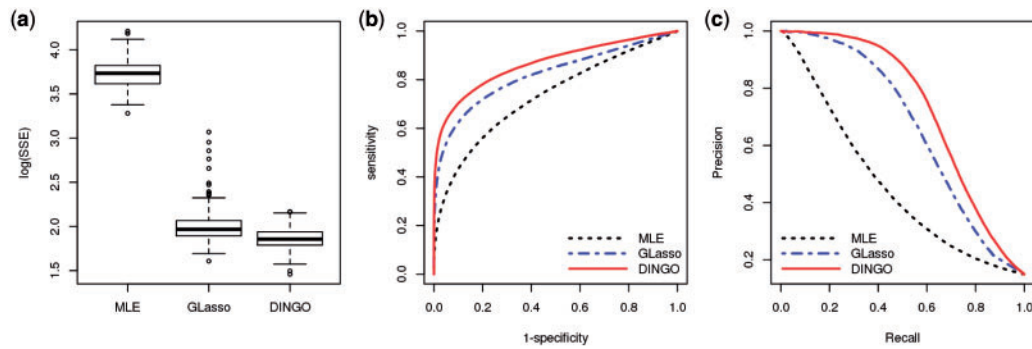 (a)
log(SSE)
4.0
3.5
3.0
2.5
2.0
1.5
MLE
GLasso
DINGO
(b)
sensitivity
1.0
0.8
0.6
0.4
0.2
0.0
MLE
GLasso
DINGO
0.0 0.2 0.4 0.6 0.8 1.0
1-specificity
(c)
Precision
1.0
0.8
0.6
0.4
0.2
MLE
GLasso
DINGO
0.0 0.2 0.4 0.6 0.8 1.0
Recall